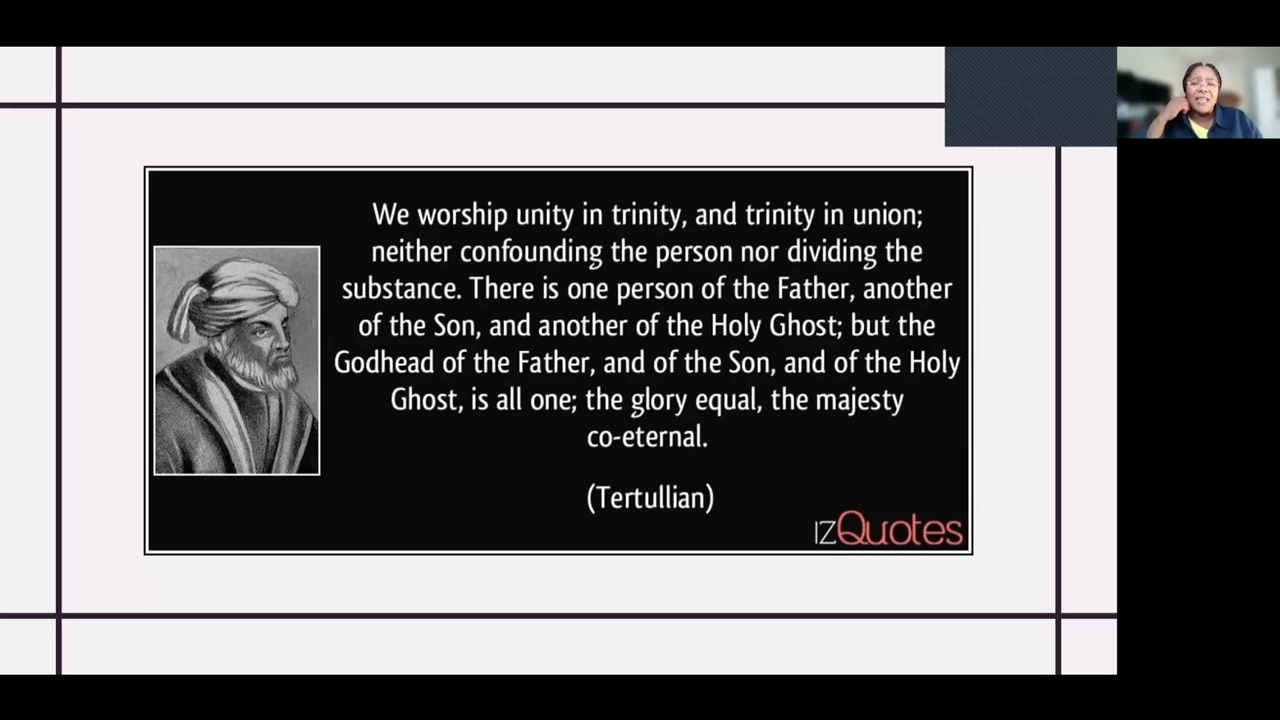 We worship unity in trinity, and trinity in union;
neither confounding the person nor dividing the
substance. There is one person of the Father, another
of the Son, and another of the Holy Ghost; but the
Godhead of the Father, and of the Son, and of the Holy
Ghost, is all one; the glory equal, the majesty
co-eternal.
(Tertullian)
IZQuotes